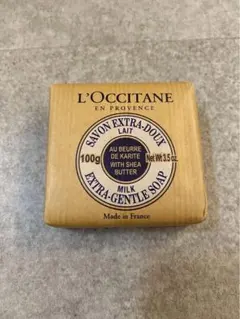 L'OCCITANE
EN PROVENCE
SAVON EXTRA-DOUX
LAIT
100g
AU BEURRE
DE KARITE
WITH SHEA
BUTTER
Net Wt. 3.5 oz.
MILK
EXTRA-GENTLE SOAP
Made in France